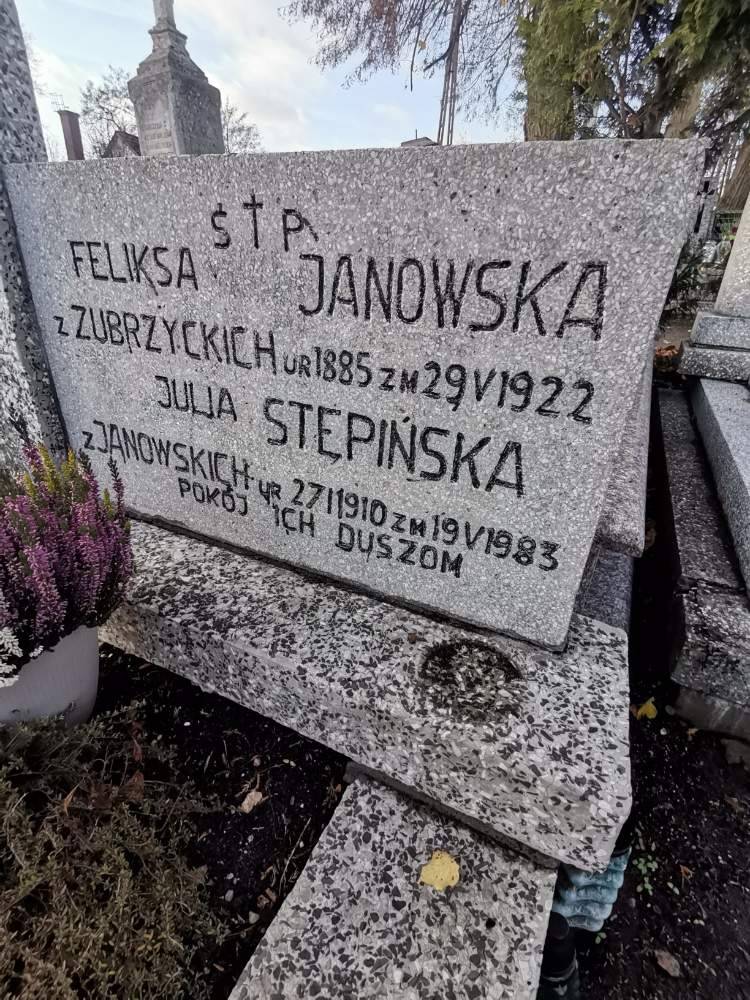 Ś † P
FELIKSA JANOWSKA
z ZUBRZYCKICH UR 1885 ZM 29 V 1922
JULIA STĘPIŃSKA
z JANOWSKICH UR 27 I 1910 ZM 19 V 1983
POKÓJ ICH DUSZOM